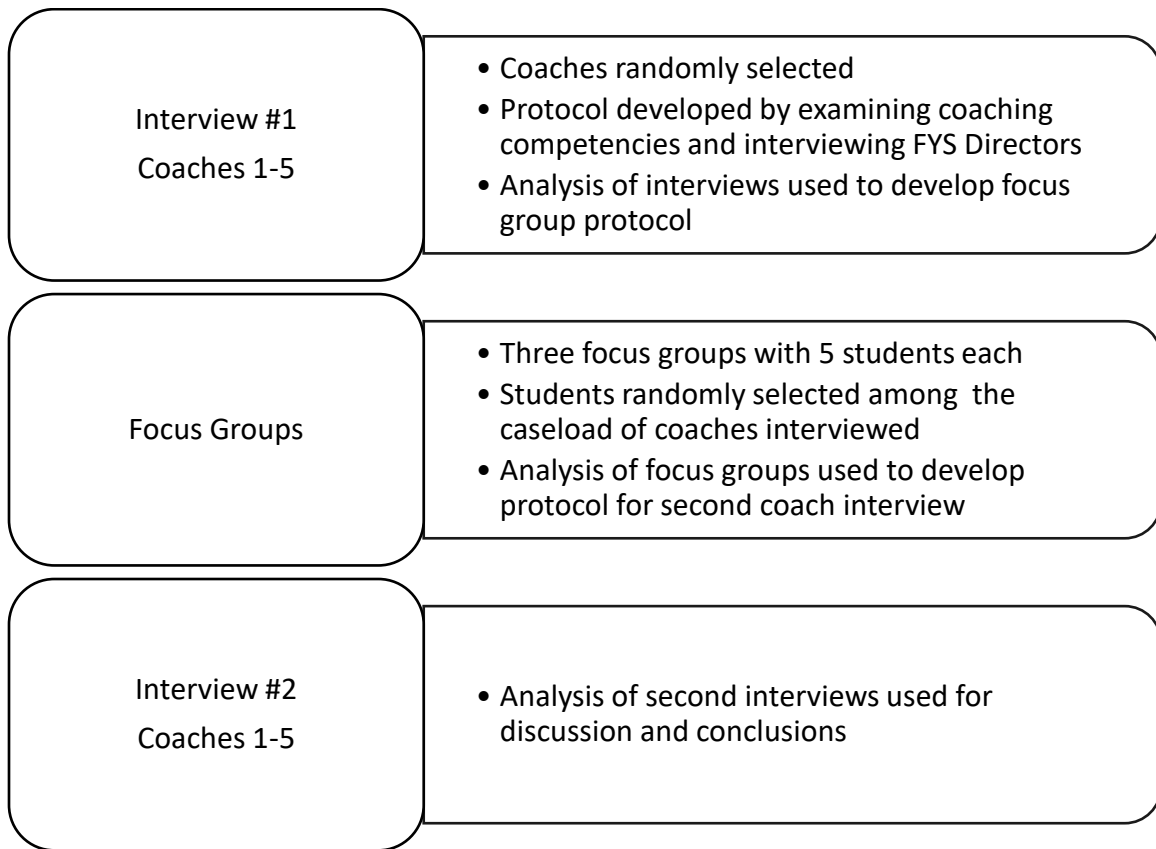 Interview #1
Coaches 1-5
• Coaches randomly selected
• Protocol developed by examining coaching
competencies and interviewing FYS Directors
• Analysis of interviews used to develop focus
group protocol
Focus Groups
• Three focus groups with 5 students each
• Students randomly selected among  the
caseload of coaches interviewed
• Analysis of focus groups used to develop
protocol for second coach interview
Interview #2
Coaches 1-5
• Analysis of second interviews used for
discussion and conclusions